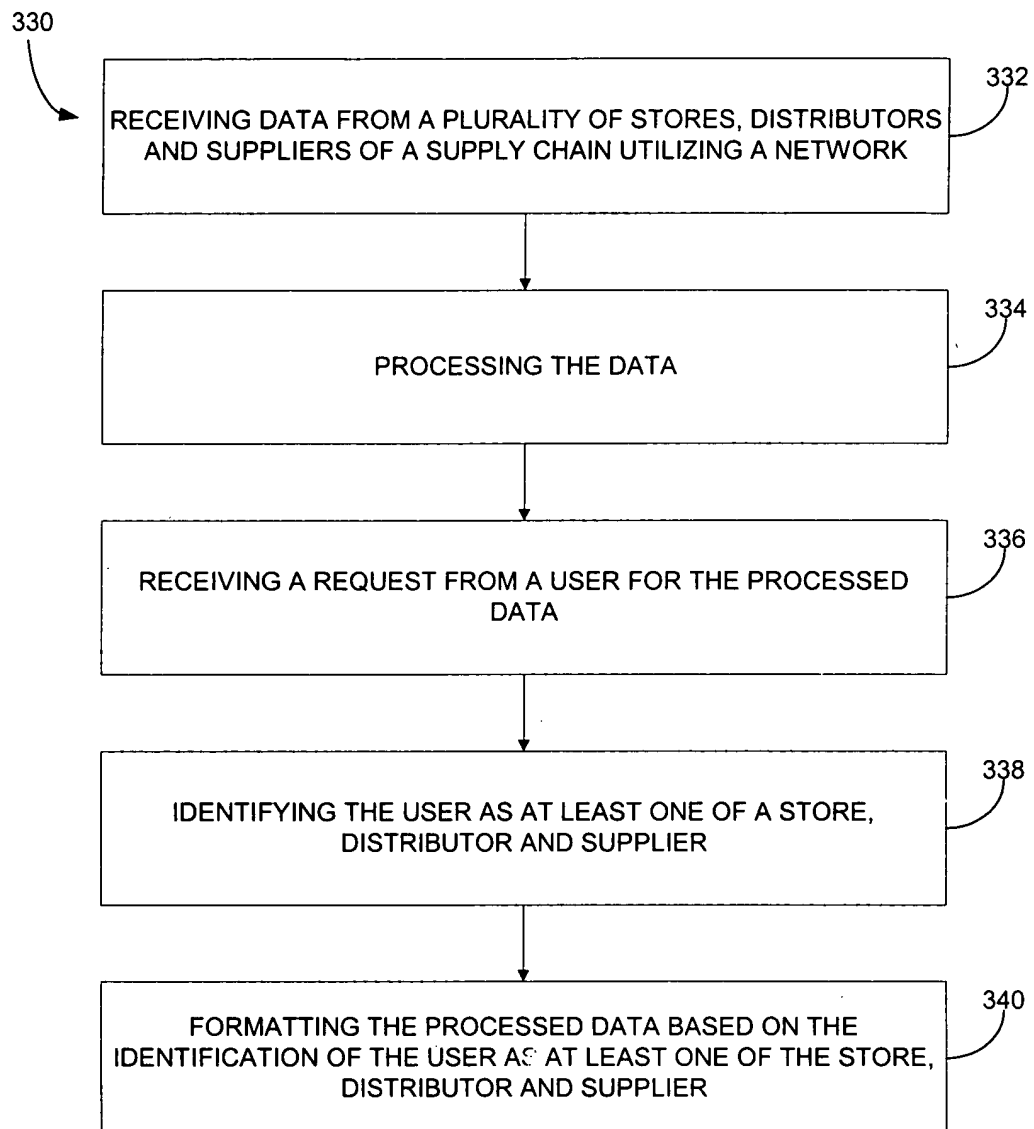 330
332
RECEIVING DATA FROM A PLURALITY OF STORES, DISTRIBUTORS
AND SUPPLIERS OF A SUPPLY CHAIN UTILIZING A NETWORK
334
PROCESSING THE DATA
336
RECEIVING A REQUEST FROM A USER FOR THE PROCESSED
DATA
338
IDENTIFYING THE USER AS AT LEAST ONE OF A STORE,
DISTRIBUTOR AND SUPPLIER
340
FORMATTING THE PROCESSED DATA BASED ON THE
IDENTIFICATION OF THE USER AS AT LEAST ONE OF THE STORE,
DISTRIBUTOR AND SUPPLIER